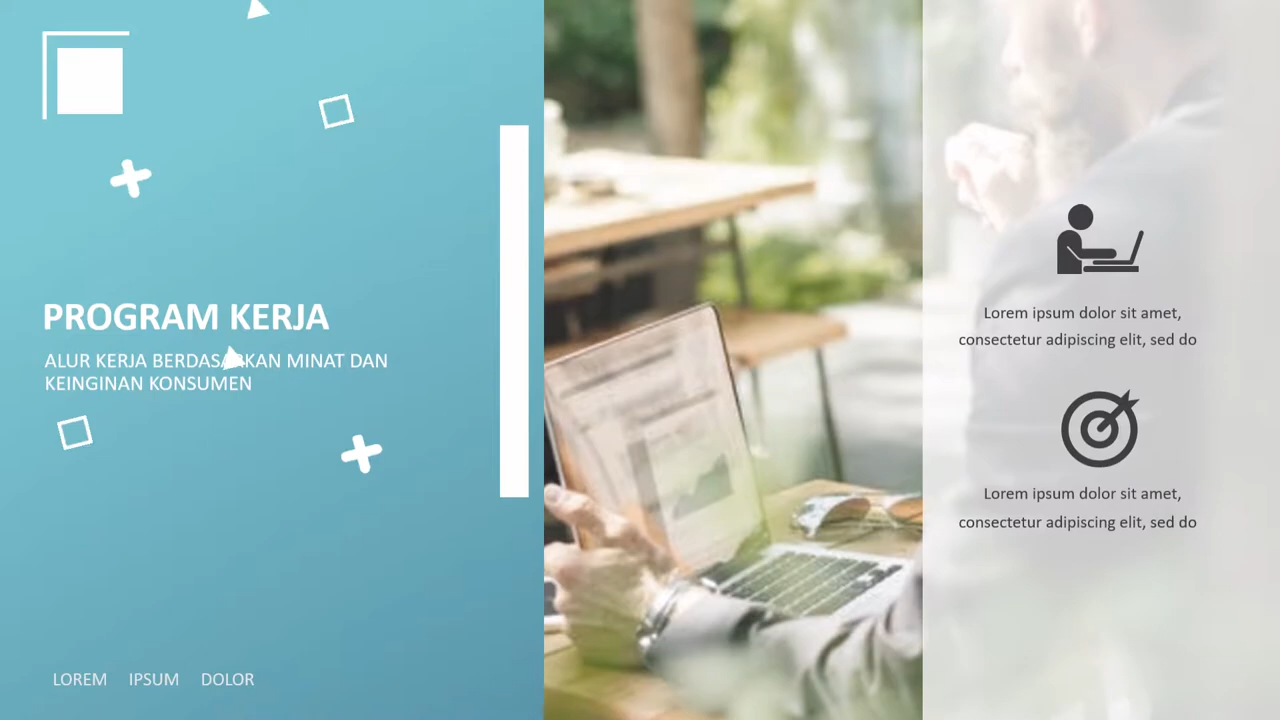 PROGRAM KERJA
ALUR KERJA BERDASARKAN MINAT DAN
KEINGINAN KONSUMEN
LOREM IPSUM DOLOR
Lorem ipsum dolor sit amet,
consectetur adipiscing elit, sed do
Lorem ipsum dolor sit amet,
consectetur adipiscing elit, sed do